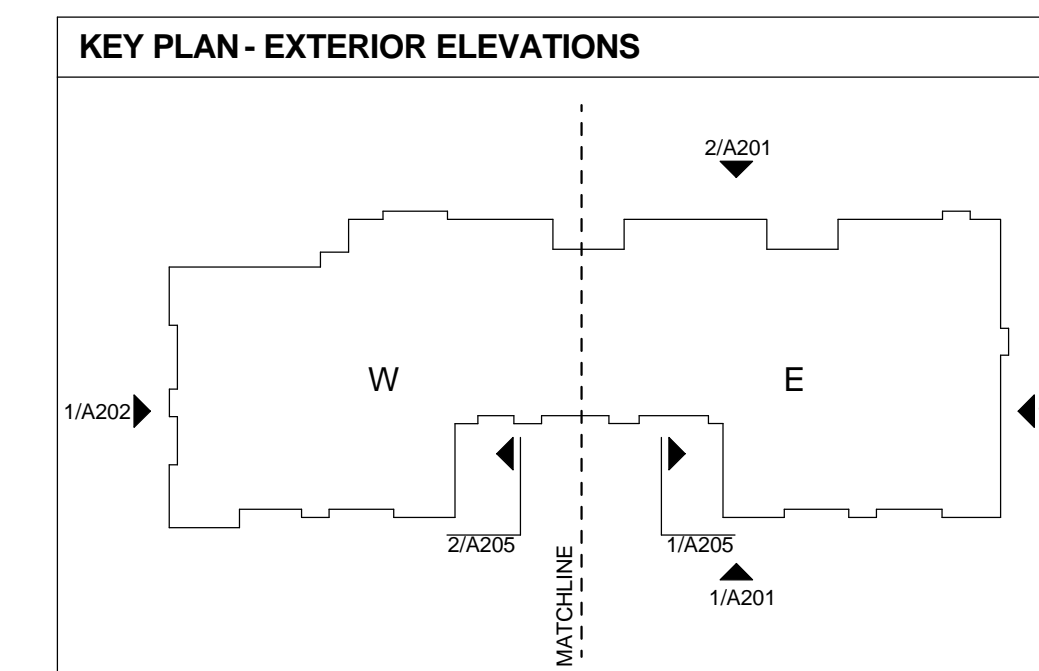 KEY PLAN - EXTERIOR ELEVATIONS
2/A201
W
E
1/A202
2/A205
1/A205
MATCHLINE
1/A201